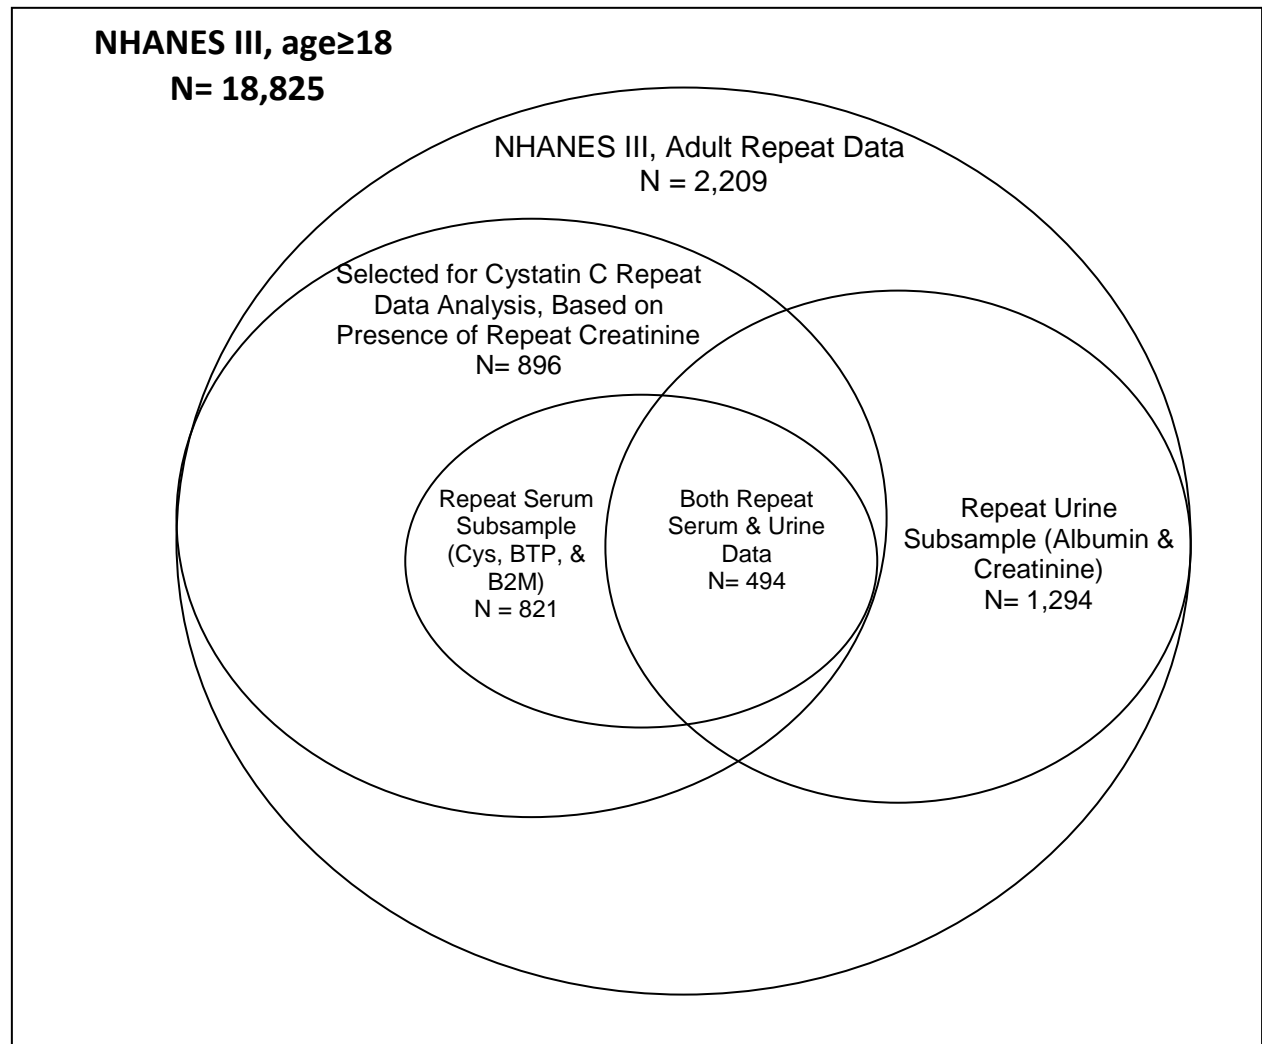 NHANES III, age≥18
N= 18,825
NHANES III, Adult Repeat Data
N = 2,209
Selected for Cystatin C Repeat
Data Analysis, Based on
Presence of Repeat Creatinine
N= 896
Repeat Serum
Subsample
(Cys, BTP, &
B2M)
N = 821
Both Repeat
Serum & Urine
Data
N= 494
Repeat Urine
Subsample (Albumin &
Creatinine)
N= 1,294